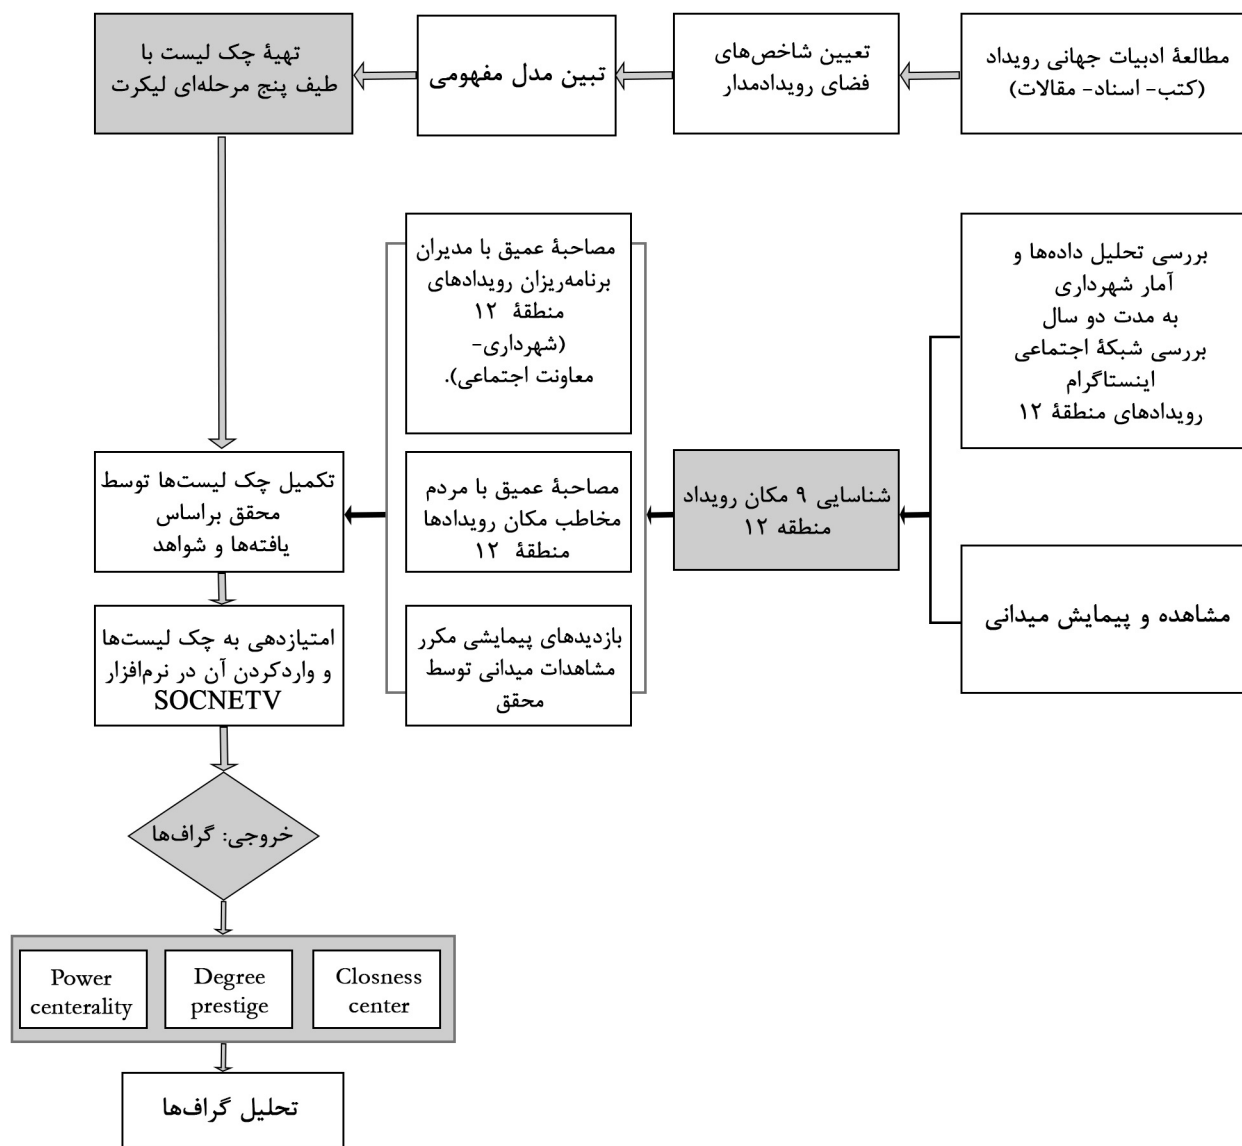 مطالعهٔ ادبیات جهانی رویداد
(کتب- اسناد- مقالات)
تعیین شاخص‌های
فضای رویدادمدار
تبین مدل مفهومی
تهیهٔ چک لیست با
طیف پنج مرحله‌ای لیکرت
بررسی تحلیل داده‌ها و
آمار شهرداری
به مدت دو سال
بررسی شبکهٔ اجتماعی
اینستاگرام
رویدادهای منطقهٔ ۱۲
مشاهده و پیمایش میدانی
شناسایی ۹ مکان رویداد
منطقه ۱۲
مصاحبهٔ عمیق با مدیران
برنامه‌ریزان رویدادهای
منطقهٔ ۱۲
(شهرداری-
معاونت اجتماعی).
مصاحبهٔ عمیق با مردم
مخاطب مکان رویدادها
منطقهٔ ۱۲
بازدیدهای پیمایشی مکرر
مشاهدات میدانی توسط
محقق
تکمیل چک لیست‌ها توسط
محقق براساس
یافته‌ها و شواهد
امتیازدهی به چک لیست‌ها
و واردکردن آن در نرم‌افزار
SOCNETV
خروجی: گراف‌ها
Closness
center
Degree
prestige
Power
centerality
تحلیل گراف‌ها